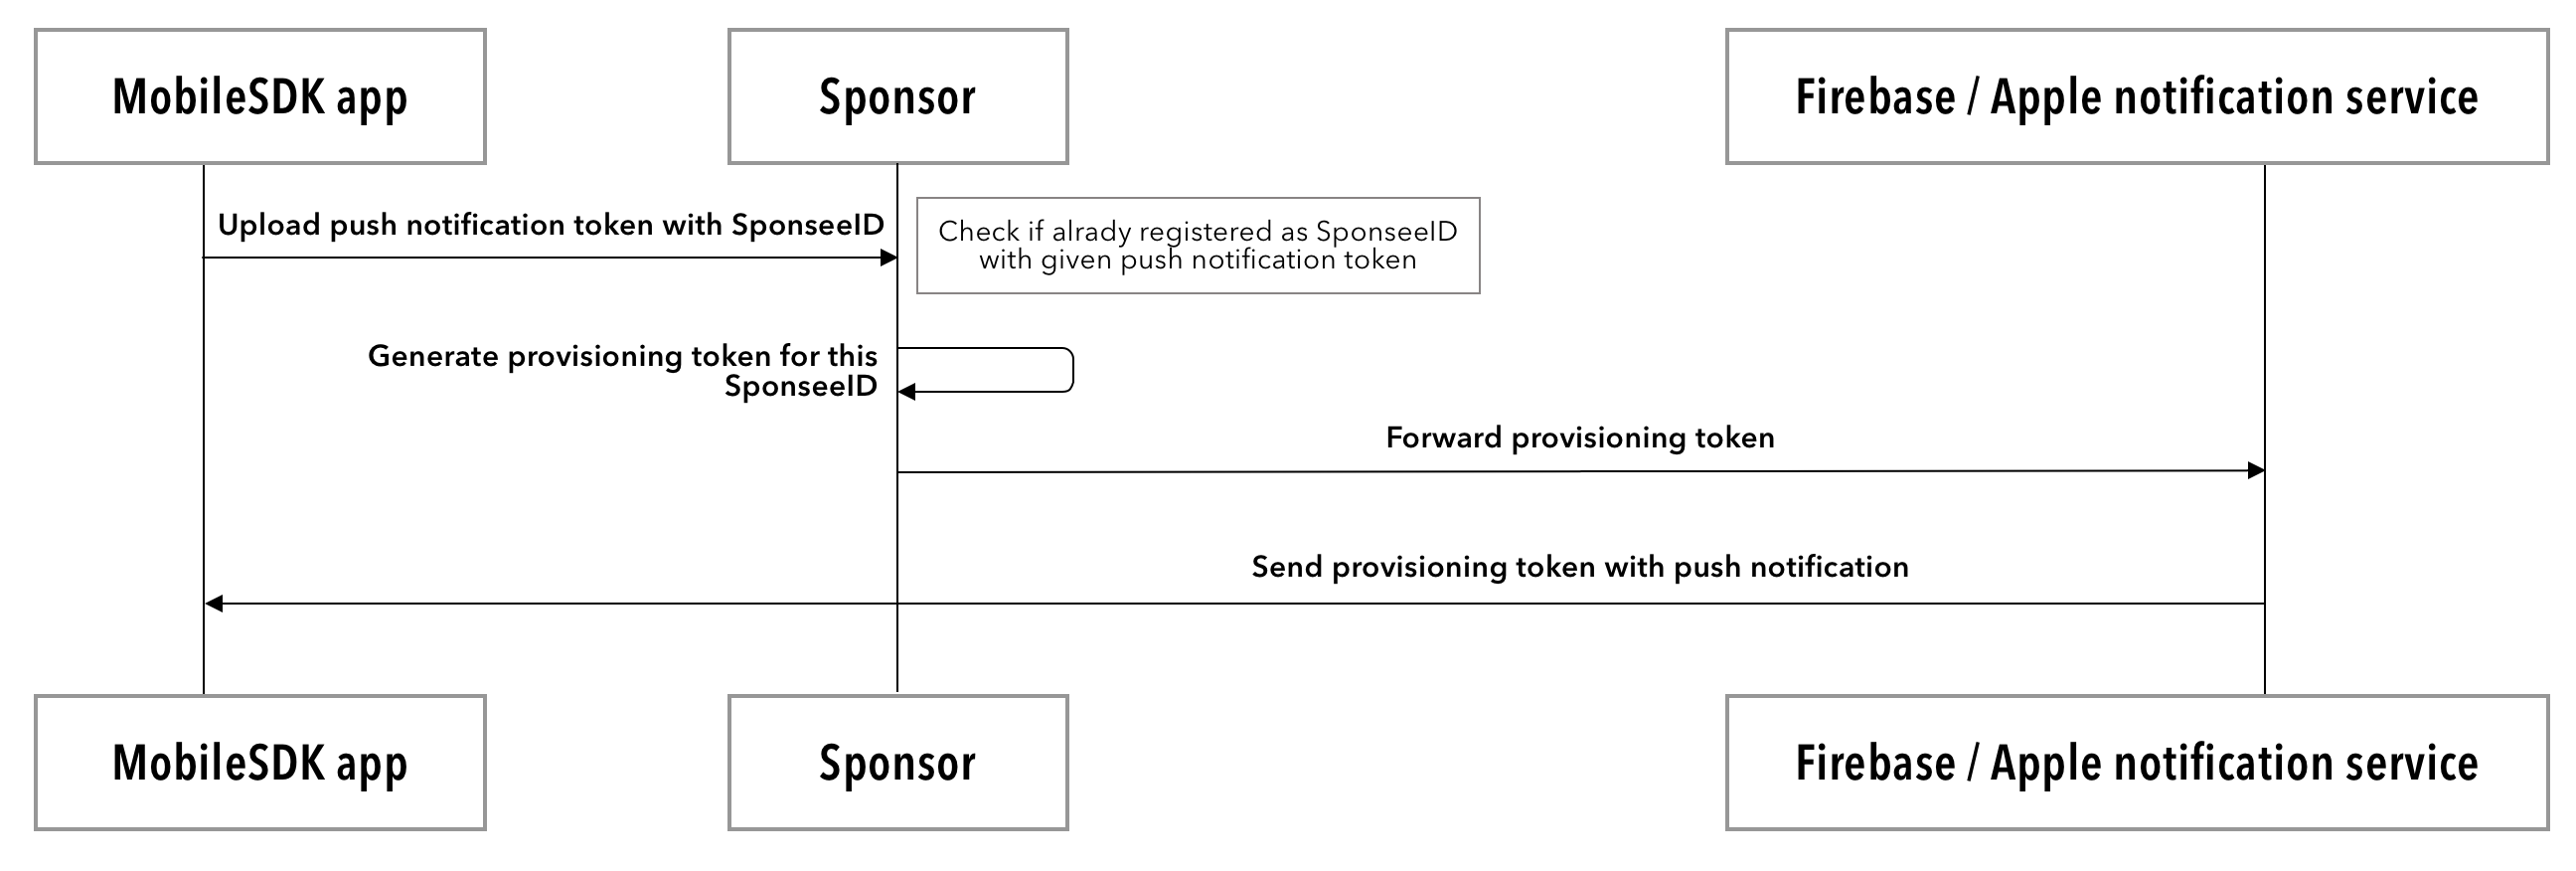 MobileSDK app
Sponsor
Firebase / Apple notification service
Upload push notification token with SponseeID
Check if alrady registered as SponseeID
with given push notification token
Generate provisioning token for this
SponseeID
Forward provisioning token
Send provisioning token with push notification
MobileSDK app
Sponsor
Firebase / Apple notification service